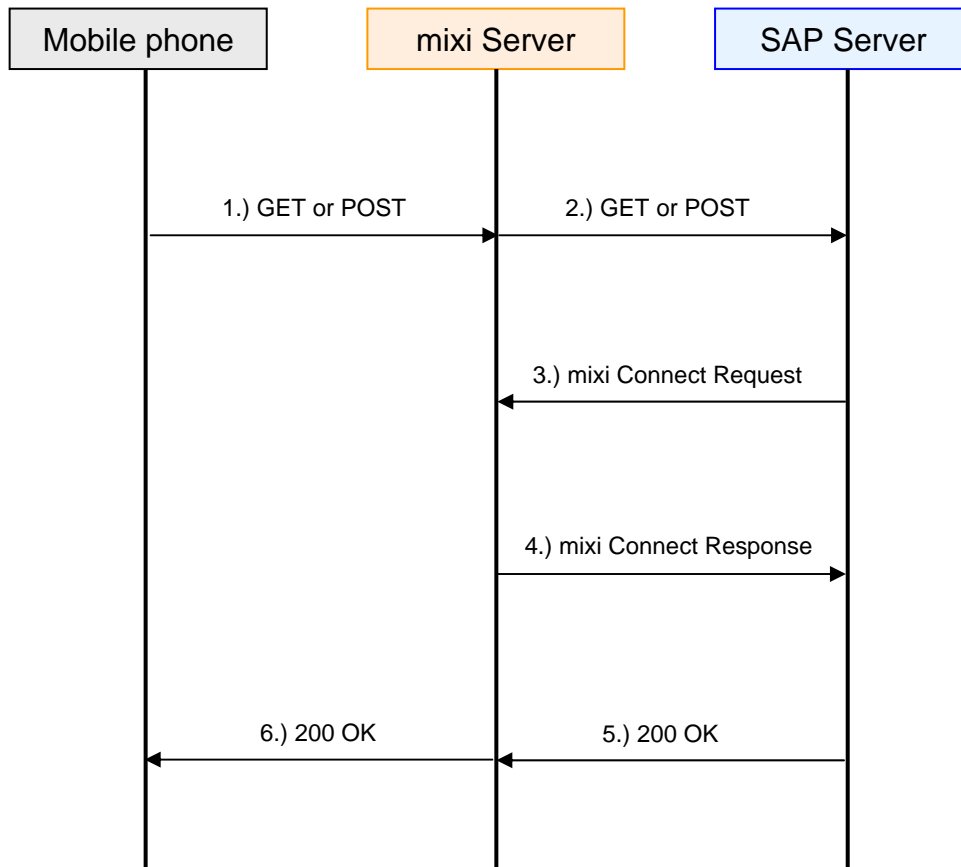 Mobile phone
mixi Server
SAP Server
1.) GET or POST
2.) GET or POST
3.) mixi Connect Request
4.) mixi Connect Response
6.) 200 OK
5.) 200 OK